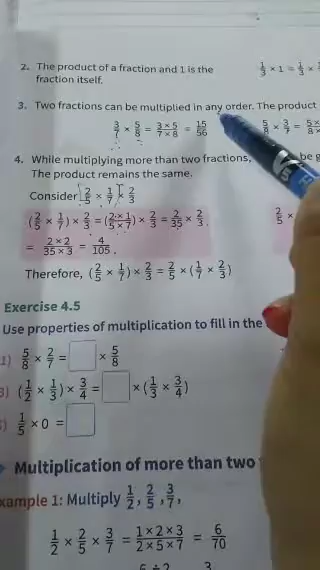 2. The product of a fraction and 1 is the fraction itself. 1/3 × 1 = 1/3 ×
3. Two fractions can be multiplied in any order. The product
3/7 × 5/8 = 3 × 5 / 7 × 8 = 15/56 5/8 × 3/7 = 5 × / 8 ×
4. While multiplying more than two fractions, be g
The product remains the same.
Consider 2/5 × 1/7 × 2/3
(2/5 × 1/7) × 2/3 = (2 × 1 / 5 × 7) × 2/3 = 2/35 × 2/3. 2/5 ×
= 2 × 2 / 35 × 3 = 4/105.
Therefore, (2/5 × 1/7) × 2/3 = 2/5 × (1/7 × 2/3)
Exercise 4.5
Use properties of multiplication to fill in the
1) 5/8 × 2/7 = × 5/8
3) (1/2 × 1/3) × 3/4 = × (1/3 × 3/4)
) 1/5 × 0 =
Multiplication of more than two
xample 1: Multiply 1/2, 2/5, 3/7,
1/2 × 2/5 × 3/7 = 1 × 2 × 3 / 2 × 5 × 7 = 6/70